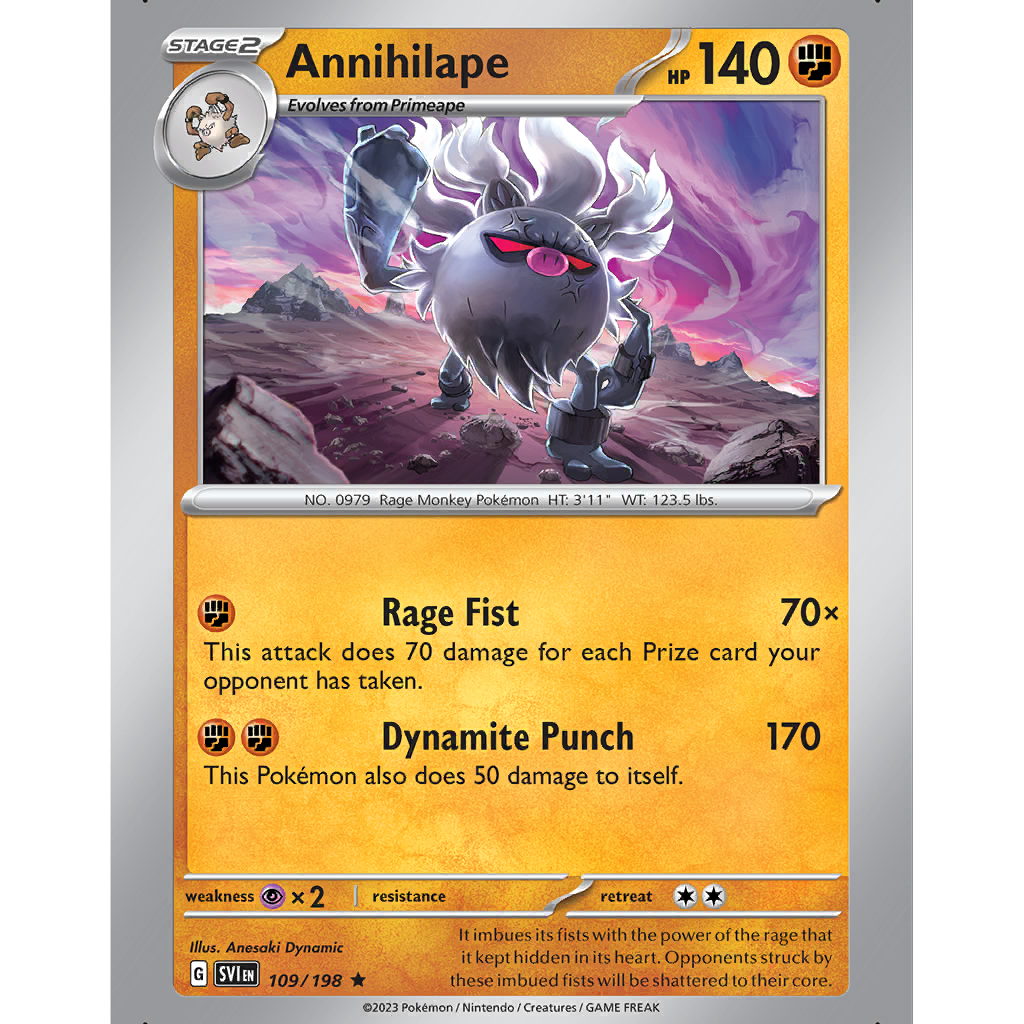 STAGE2
Annihilape
HP 140
Evolves from Primeape
NO. 0979 Rage Monkey Pokémon HT: 3'11" WT: 123.5 lbs.
Rage Fist 70×
This attack does 70 damage for each Prize card your
opponent has taken.
Dynamite Punch 170
This Pokémon also does 50 damage to itself.
weakness ×2 resistance retreat
Illus. Anesaki Dynamic
It imbues its fists with the power of the rage that
it kept hidden in its heart. Opponents struck by
these imbued fists will be shattered to their core.
G SVI EN 109/198 ★
©2023 Pokémon / Nintendo / Creatures / GAME FREAK